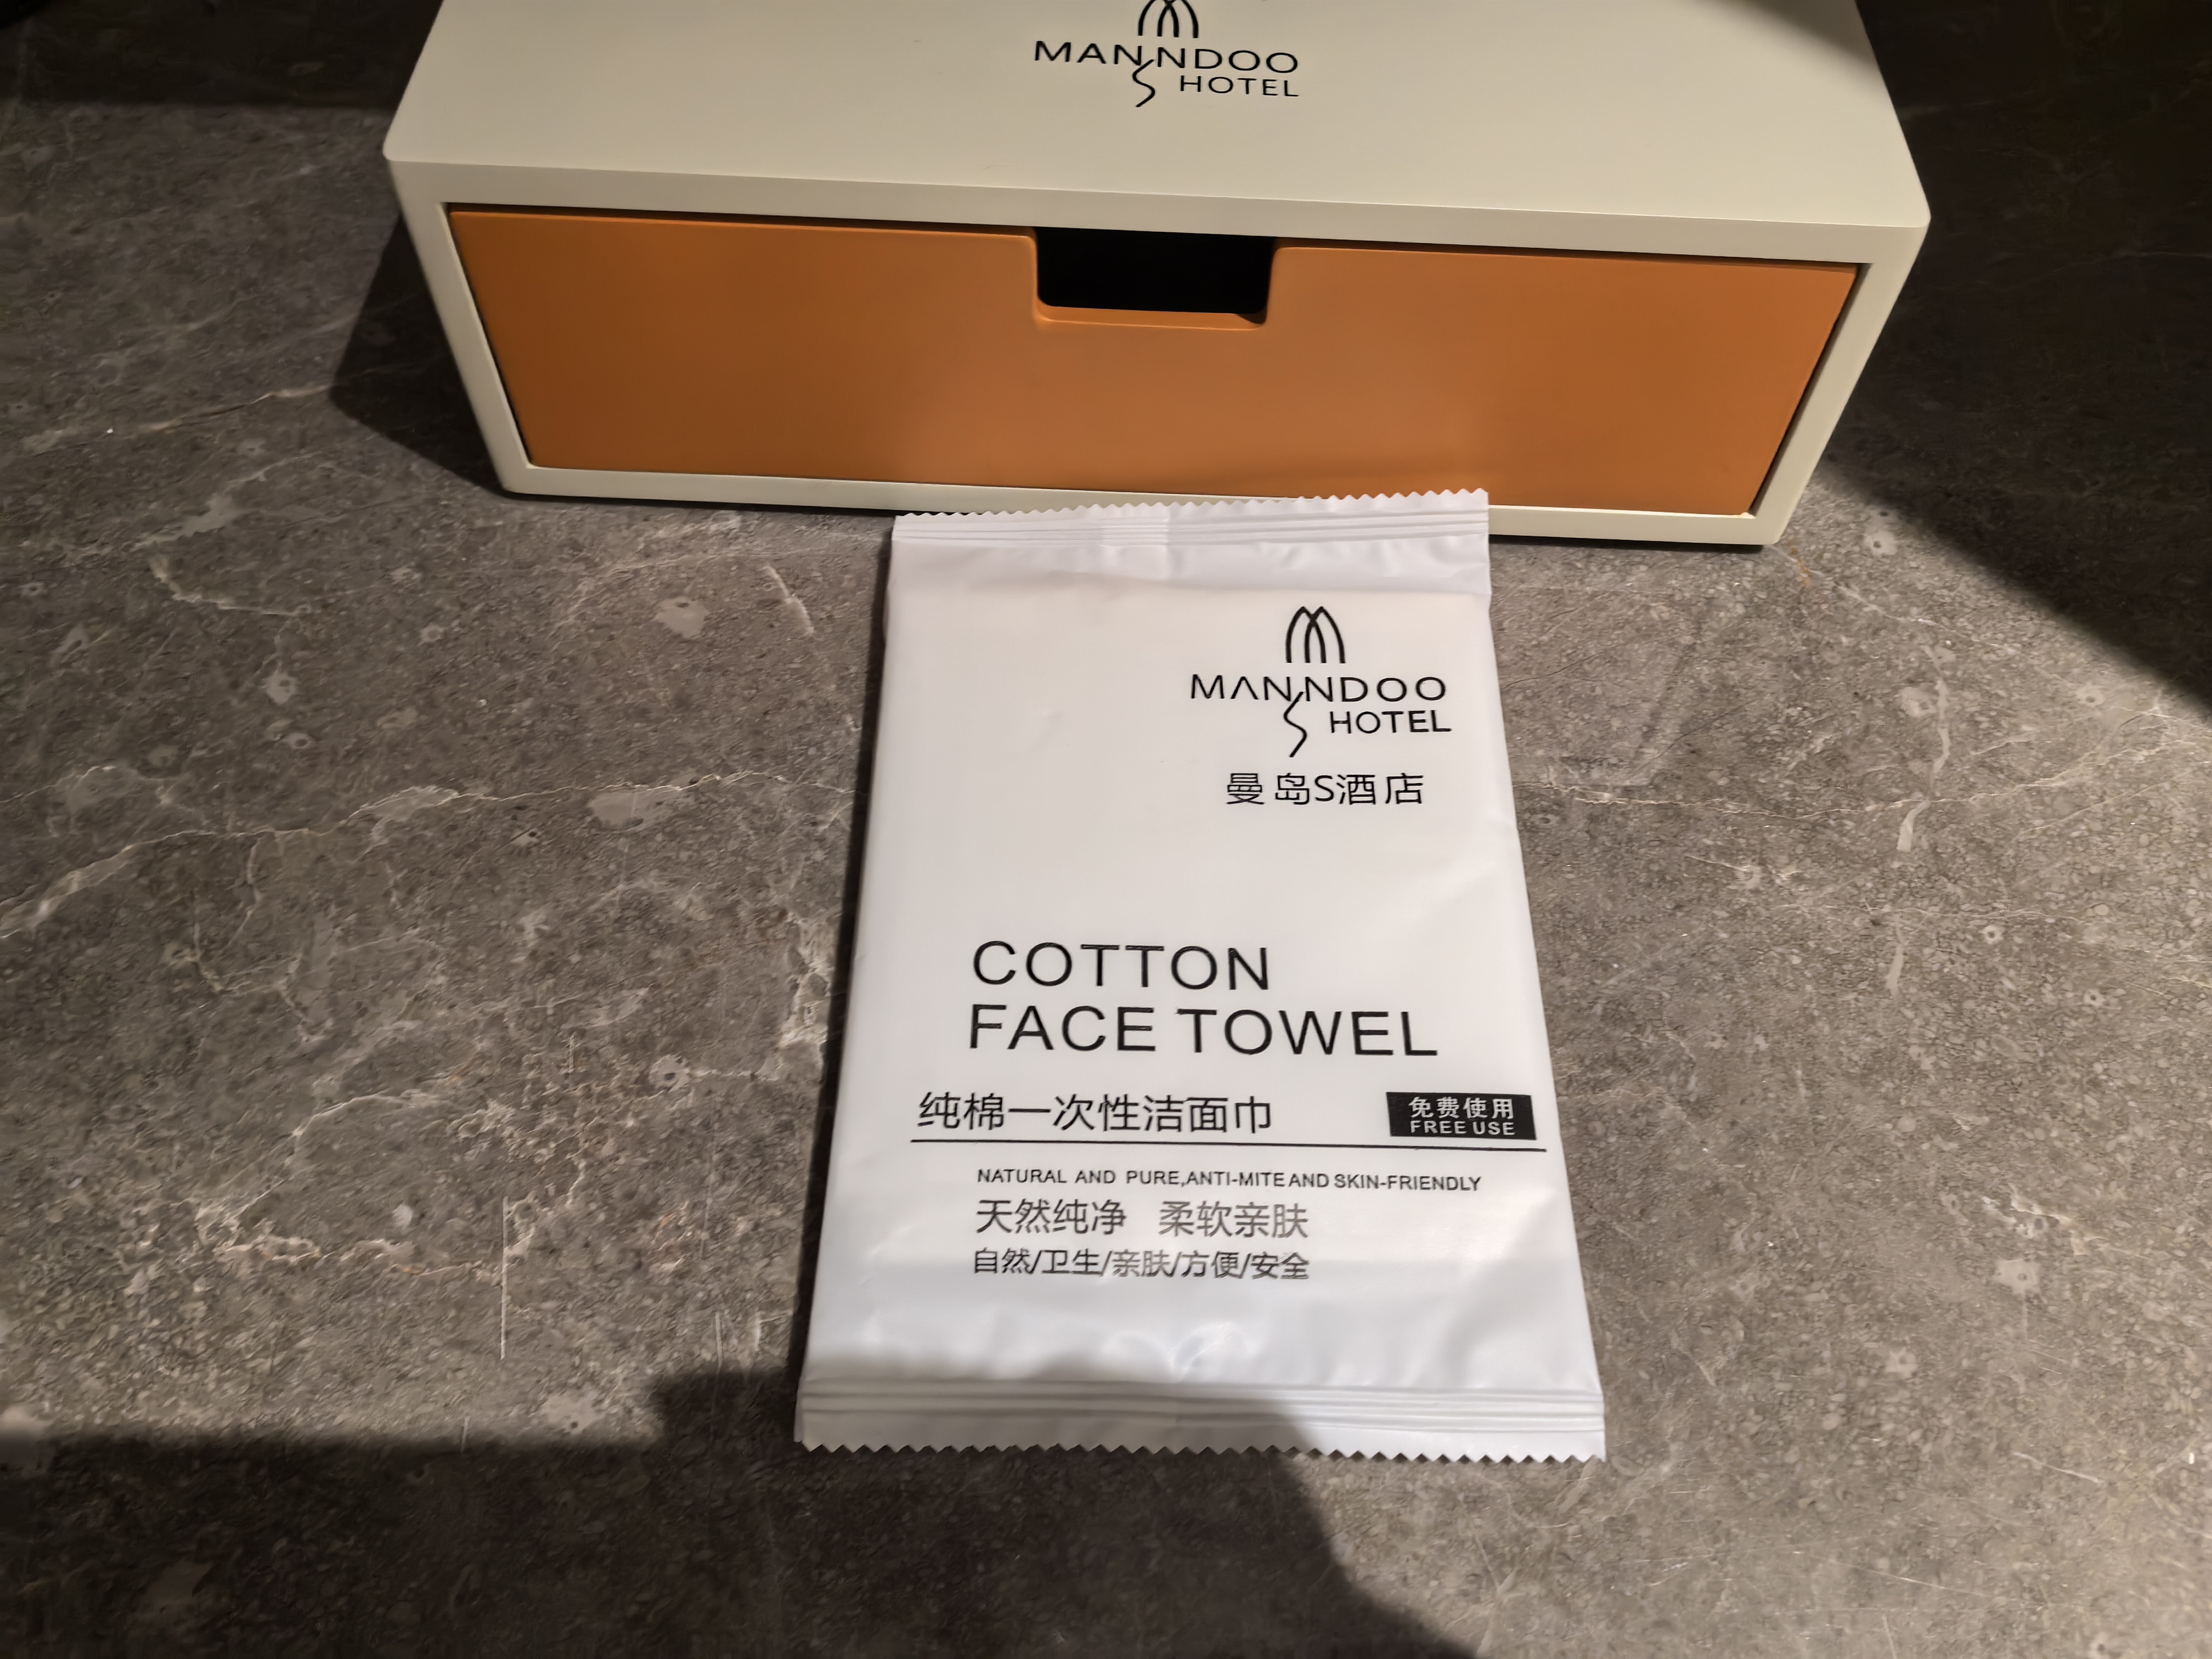 MANNDOO
S HOTEL
MANNDOO
S HOTEL
曼岛S酒店
COTTON
FACE TOWEL
纯棉一次性洁面巾
免费使用
FREE USE
NATURAL AND PURE,ANTI-MITE AND SKIN-FRIENDLY
天然纯净 柔软亲肤
自然/卫生/亲肤/方便/安全